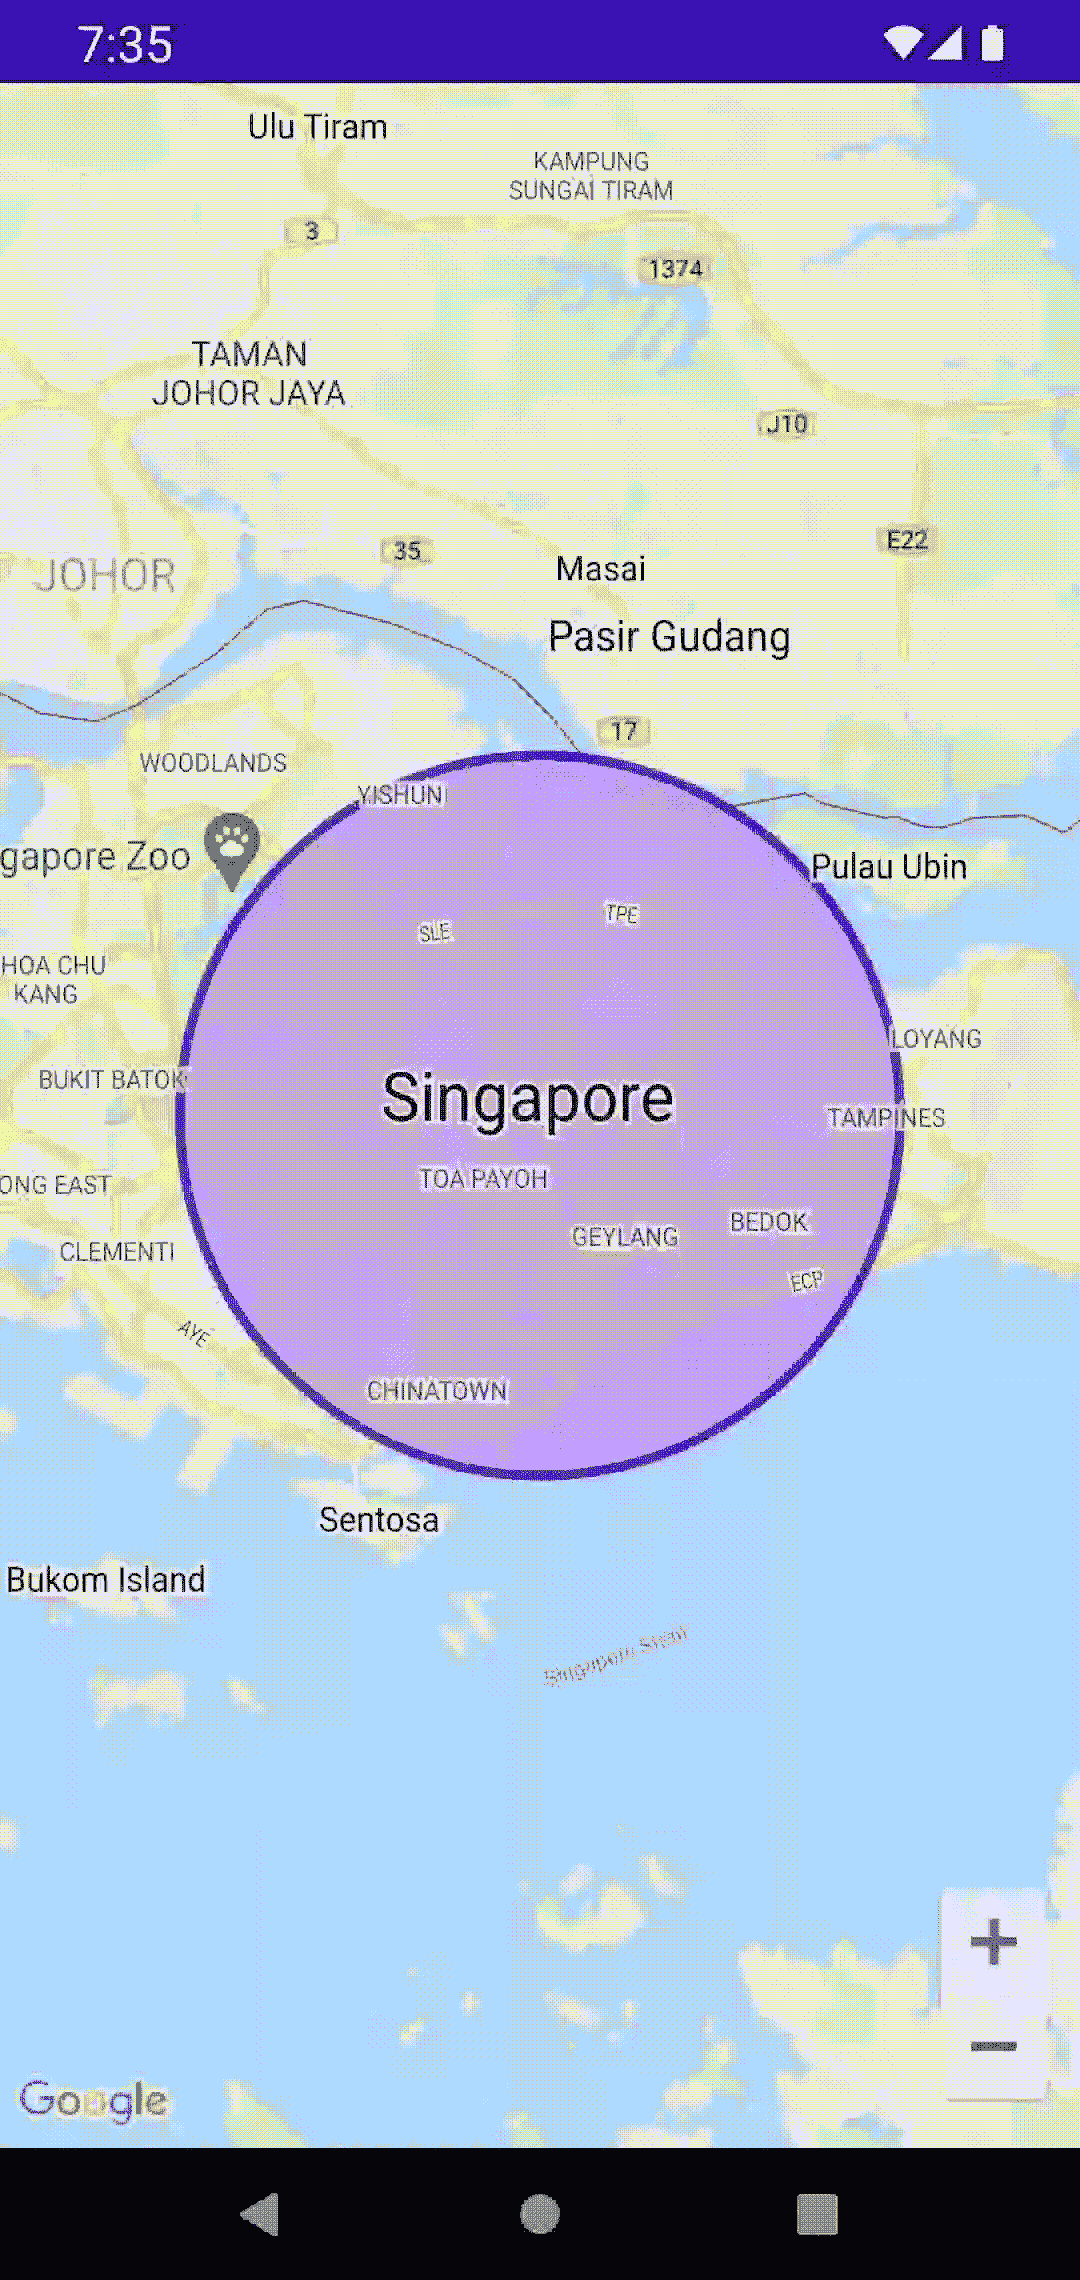 7:35
Ulu Tiram
KAMPUNG
SUNGAI TIRAM
3
1374
TAMAN
JOHOR JAYA
J10
35
E22
JOHOR
Masai
Pasir Gudang
17
WOODLANDS
YISHUN
gapore Zoo
Pulau Ubin
TPE
SLE
HOA CHU
KANG
LOYANG
BUKIT BATOK
Singapore
TAMPINES
TOA PAYOH
ONG EAST
BEDOK
GEYLANG
CLEMENTI
ECP
AYE
CHINATOWN
Sentosa
Bukom Island
Singapore Strait
Google